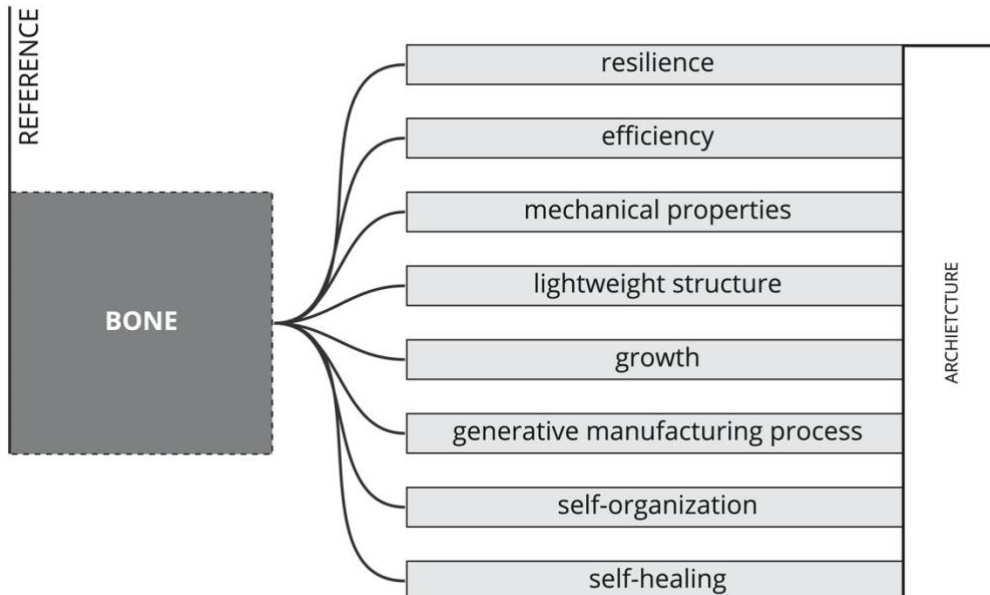 REFERENCE
BONE
resilience
efficiency
mechanical properties
lightweight structure
growth
generative manufacturing process
self-organization
self-healing
ARCHIETCTURE